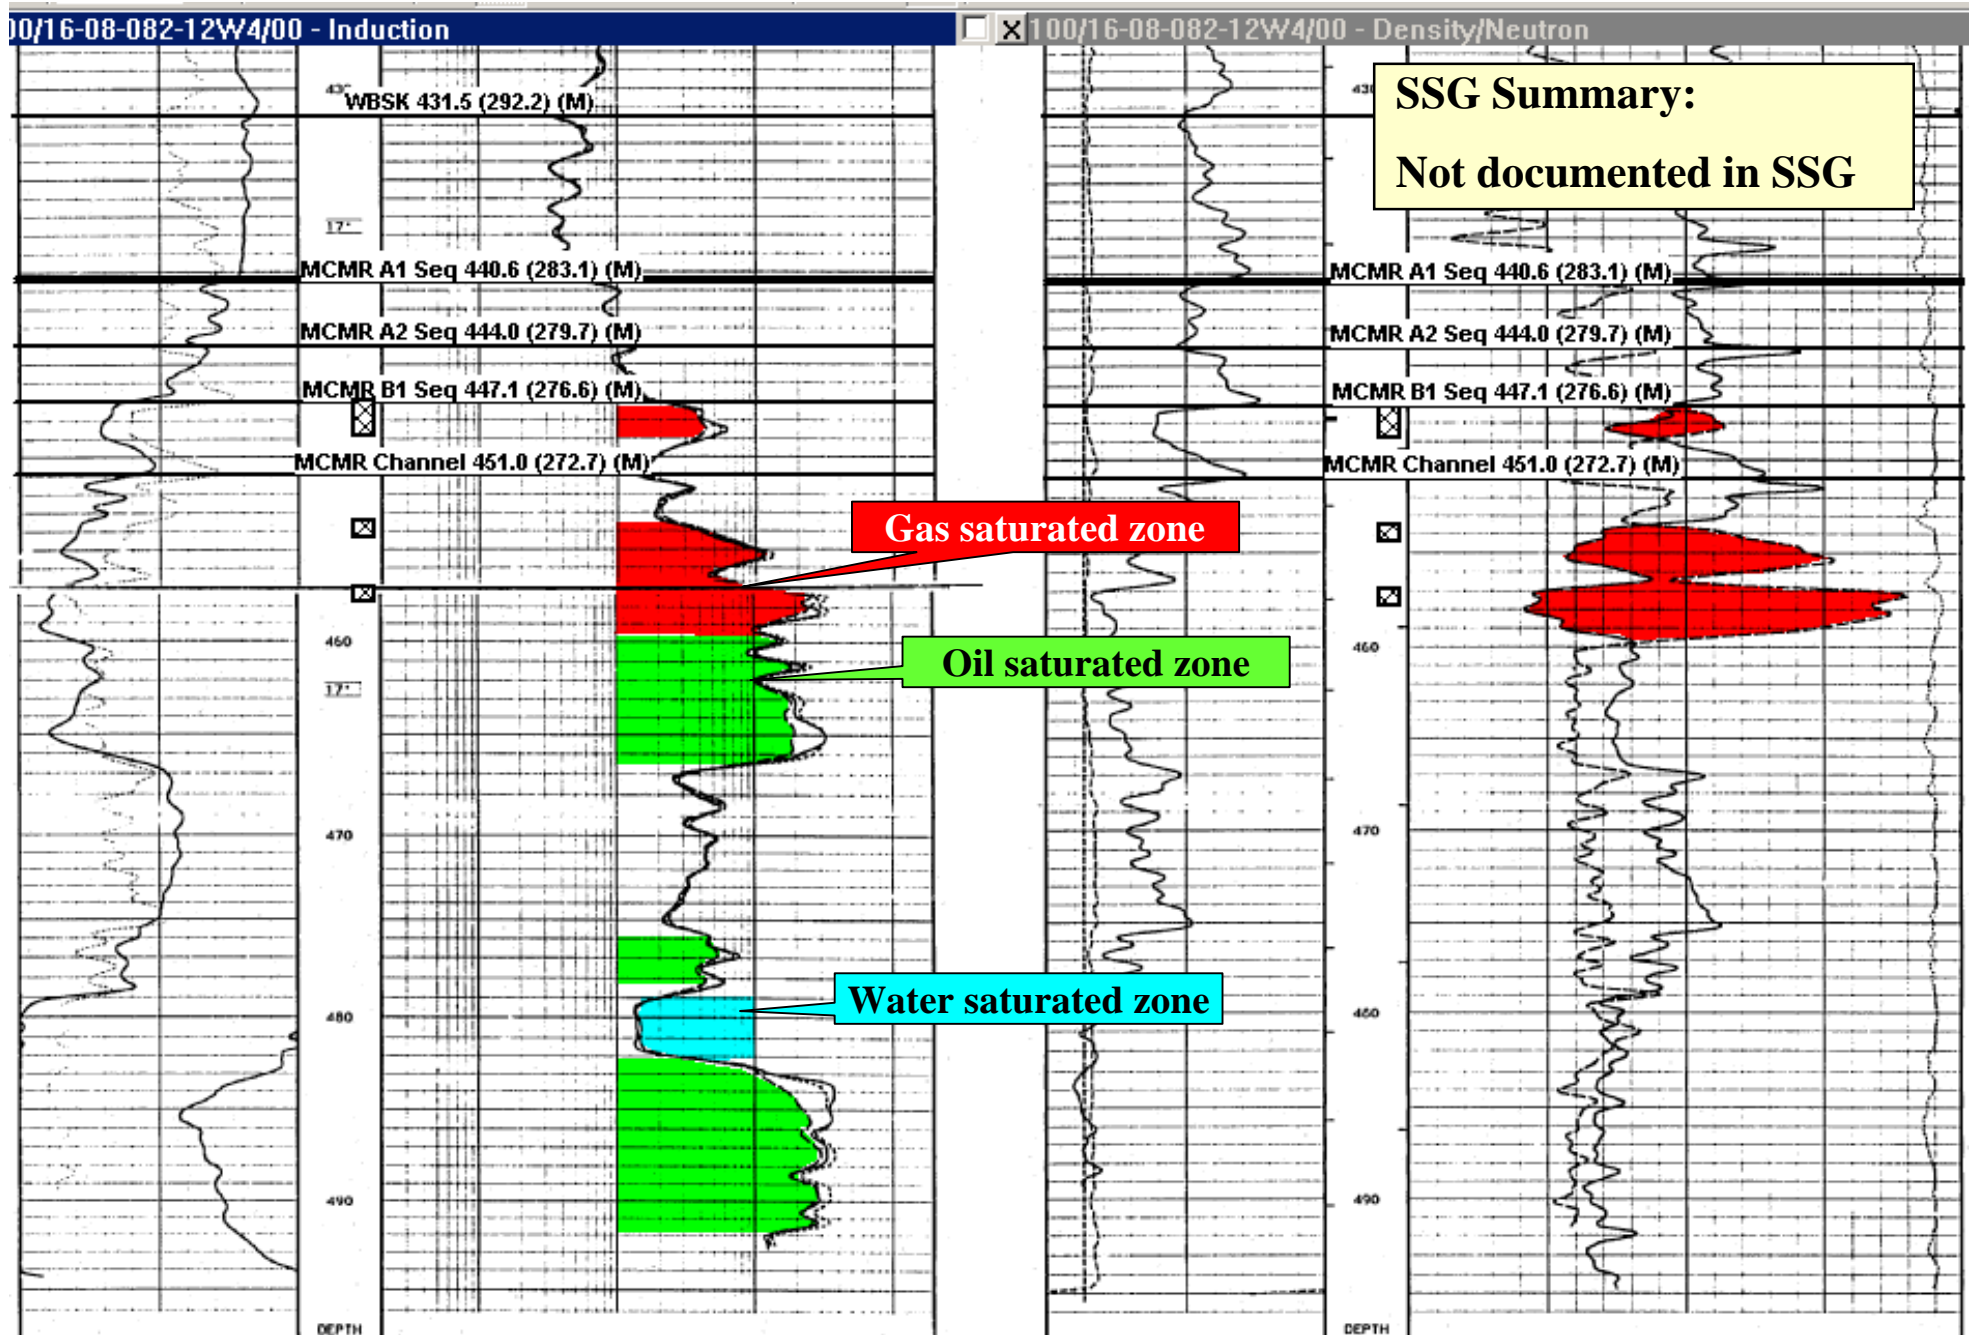 00/16-08-082-12W4/00 - Induction
100/16-08-082-12W4/00 - Density/Neutron
SSG Summary:
Not documented in SSG
WBSK 431.5 (292.2) (M)
17°
MCMR A1 Seq 440.6 (283.1) (M)
MCMR A2 Seq 444.0 (279.7) (M)
MCMR B1 Seq 447.1 (276.6) (M)
MCMR Channel 451.0 (272.7) (M)
460
17°
470
480
490
DEPTH
Gas saturated zone
Oil saturated zone
Water saturated zone
430
MCMR A1 Seq 440.6 (283.1) (M)
MCMR A2 Seq 444.0 (279.7) (M)
MCMR B1 Seq 447.1 (276.6) (M)
MCMR Channel 451.0 (272.7) (M)
460
470
480
490
DEPTH